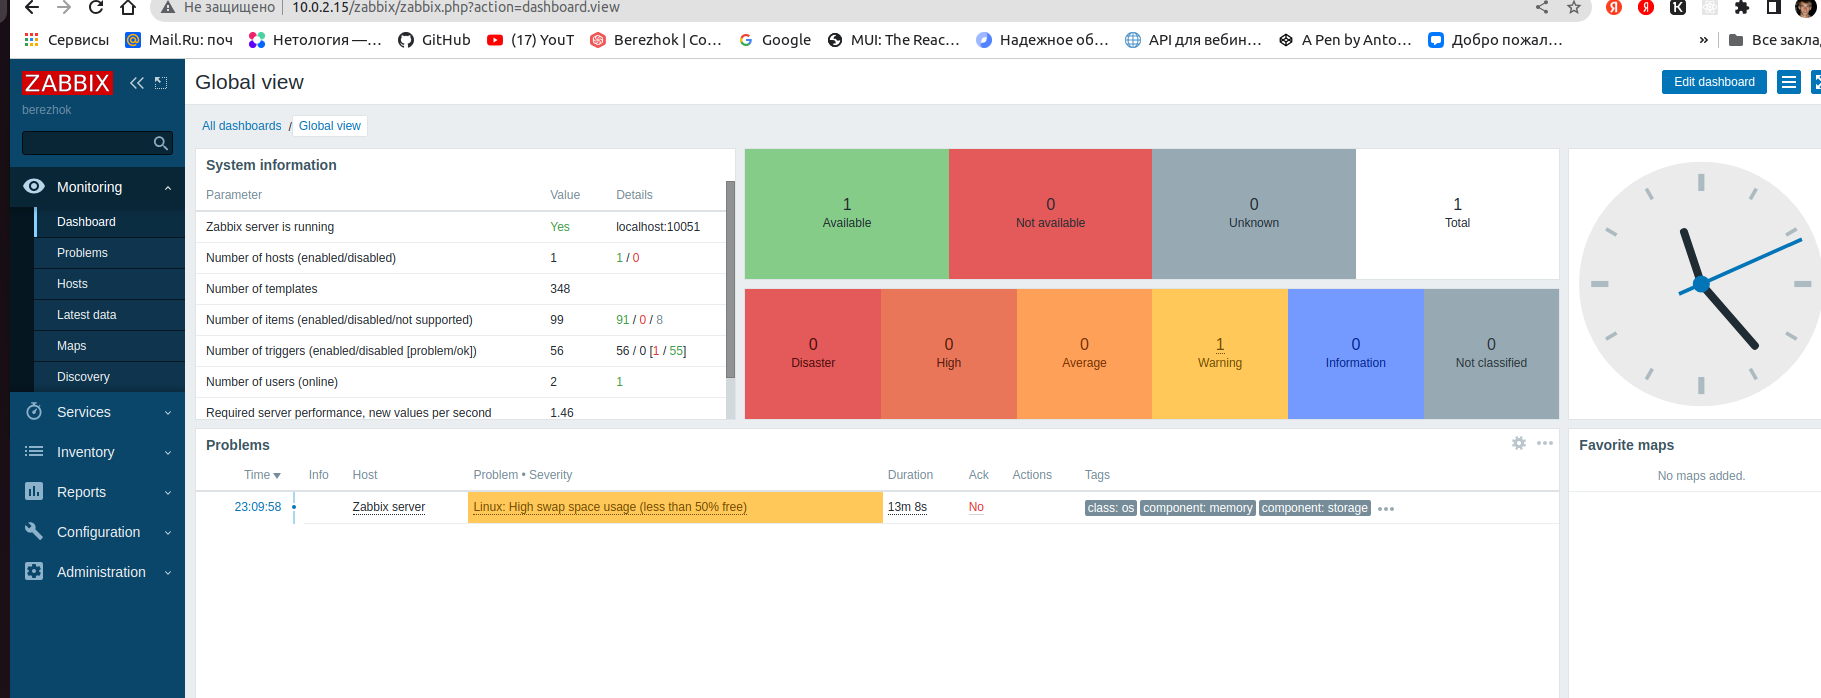 Не защищено 10.0.2.15/zabbix/zabbix.php?action=dashboard.view
Сервисы Mail.Ru: поч Нетология —... GitHub (17) YouT Berezhok | Co... Google MUI: The Reac... Надежное об... API для вебин... A Pen by Anto... Добро пожал... » Все закла
ZABBIX
berezhok
Monitoring
Dashboard
Problems
Hosts
Latest data
Maps
Discovery
Services
Inventory
Reports
Configuration
Administration
Global view
Edit dashboard
All dashboards / Global view
System information
Parameter Value Details
Zabbix server is running Yes localhost:10051
Number of hosts (enabled/disabled) 1 1 / 0
Number of templates 348
Number of items (enabled/disabled/not supported) 99 91 / 0 / 8
Number of triggers (enabled/disabled [problem/ok]) 56 56 / 0 [1 / 55]
Number of users (online) 2 1
Required server performance, new values per second 1.46
1 0 0 1
Available Not available Unknown Total
0 0 0 1 0 0
Disaster High Average Warning Information Not classified
Problems
Time Info Host Problem • Severity Duration Ack Actions Tags
23:09:58 Zabbix server Linux: High swap space usage (less than 50% free) 13m 8s No class: os component: memory component: storage
Favorite maps
No maps added.